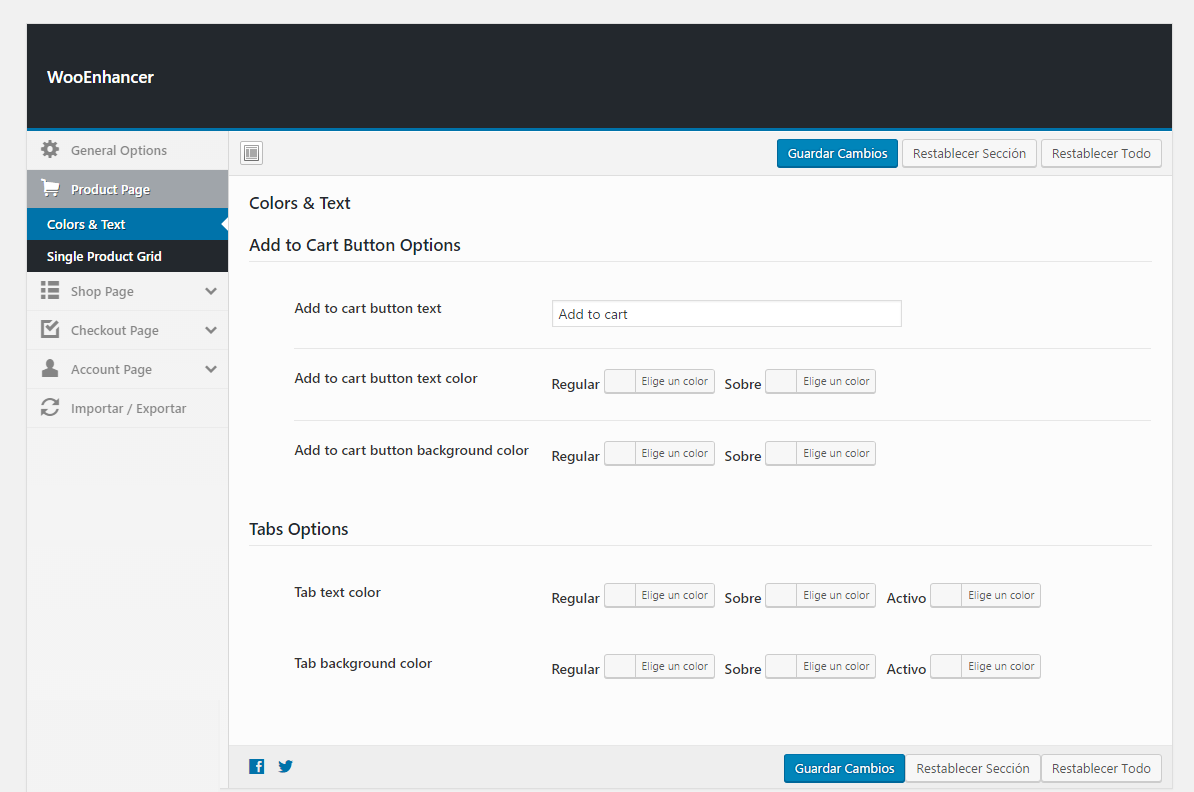 WooEnhancer
General Options
Product Page
Colors & Text
Single Product Grid
Shop Page
Checkout Page
Account Page
Importar / Exportar
Guardar Cambios Restablecer Sección Restablecer Todo
Colors & Text
Add to Cart Button Options
Add to cart button text Add to cart
Add to cart button text color Regular Elige un color Sobre Elige un color
Add to cart button background color Regular Elige un color Sobre Elige un color
Tabs Options
Tab text color Regular Elige un color Sobre Elige un color Activo Elige un color
Tab background color Regular Elige un color Sobre Elige un color Activo Elige un color
Guardar Cambios Restablecer Sección Restablecer Todo